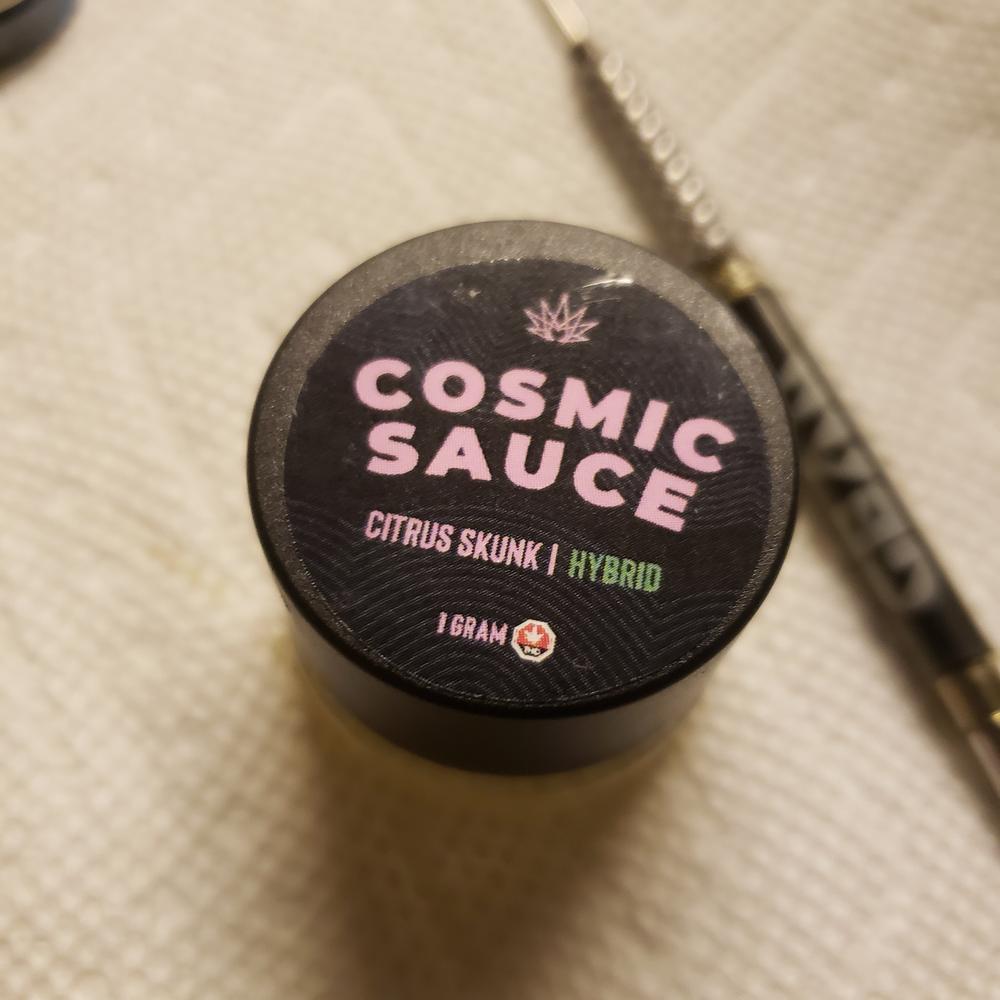 COSMIC
SAUCE
CITRUS SKUNK | HYBRID
1 GRAM